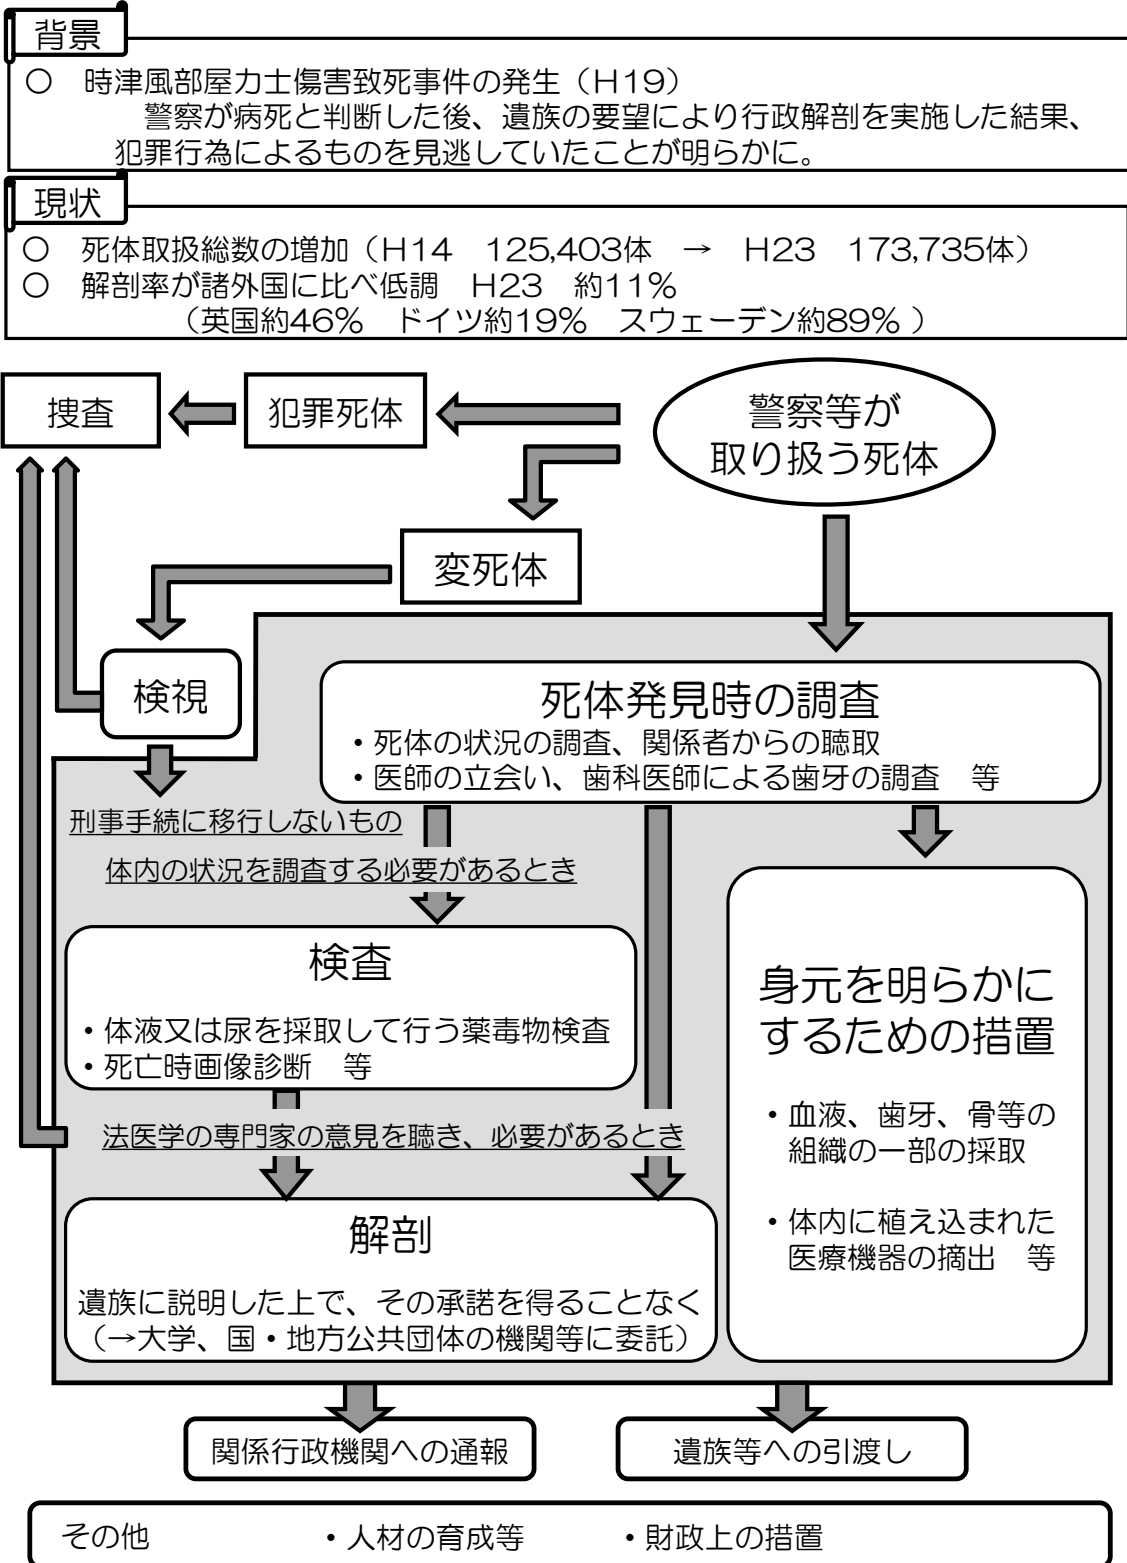 背景
○　時津風部屋力士傷害致死事件の発生（H19）
警察が病死と判断した後、遺族の要望により行政解剖を実施した結果、
犯罪行為によるものを見逃していたことが明らかに。
現状
○　死体取扱総数の増加（H14　125,403体　→　H23　173,735体）
○　解剖率が諸外国に比べ低調　H23　約11%
（英国約46%　ドイツ約19%　スウェーデン約89% ）
捜査
犯罪死体
警察等が
取り扱う死体
変死体
検視
死体発見時の調査
・死体の状況の調査、関係者からの聴取
・医師の立会い、歯科医師による歯牙の調査　等
刑事手続に移行しないもの
体内の状況を調査する必要があるとき
検査
・体液又は尿を採取して行う薬毒物検査
・死亡時画像診断　等
身元を明らかに
するための措置
・血液、歯牙、骨等の
組織の一部の採取
・体内に植え込まれた
医療機器の摘出　等
法医学の専門家の意見を聴き、必要があるとき
解剖
遺族に説明した上で、その承諾を得ることなく
（→大学、国・地方公共団体の機関等に委託）
関係行政機関への通報
遺族等への引渡し
その他　・人材の育成等　・財政上の措置